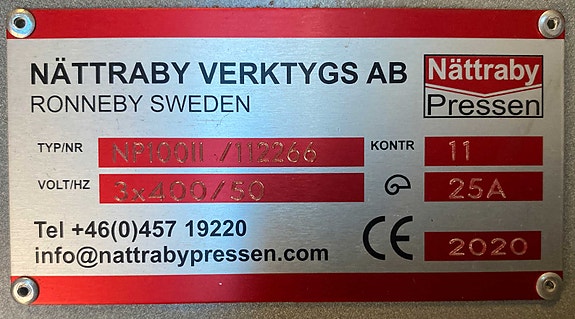 NÄTTRABY VERKTYGS AB
RONNEBY SWEDEN
Nättraby
Pressen
TYP/NR NP10011 /112266 KONTR 11
VOLT/HZ 3x400/50 25A
Tel +46(0)457 19220
info@nattrabypressen.com
CE 2020